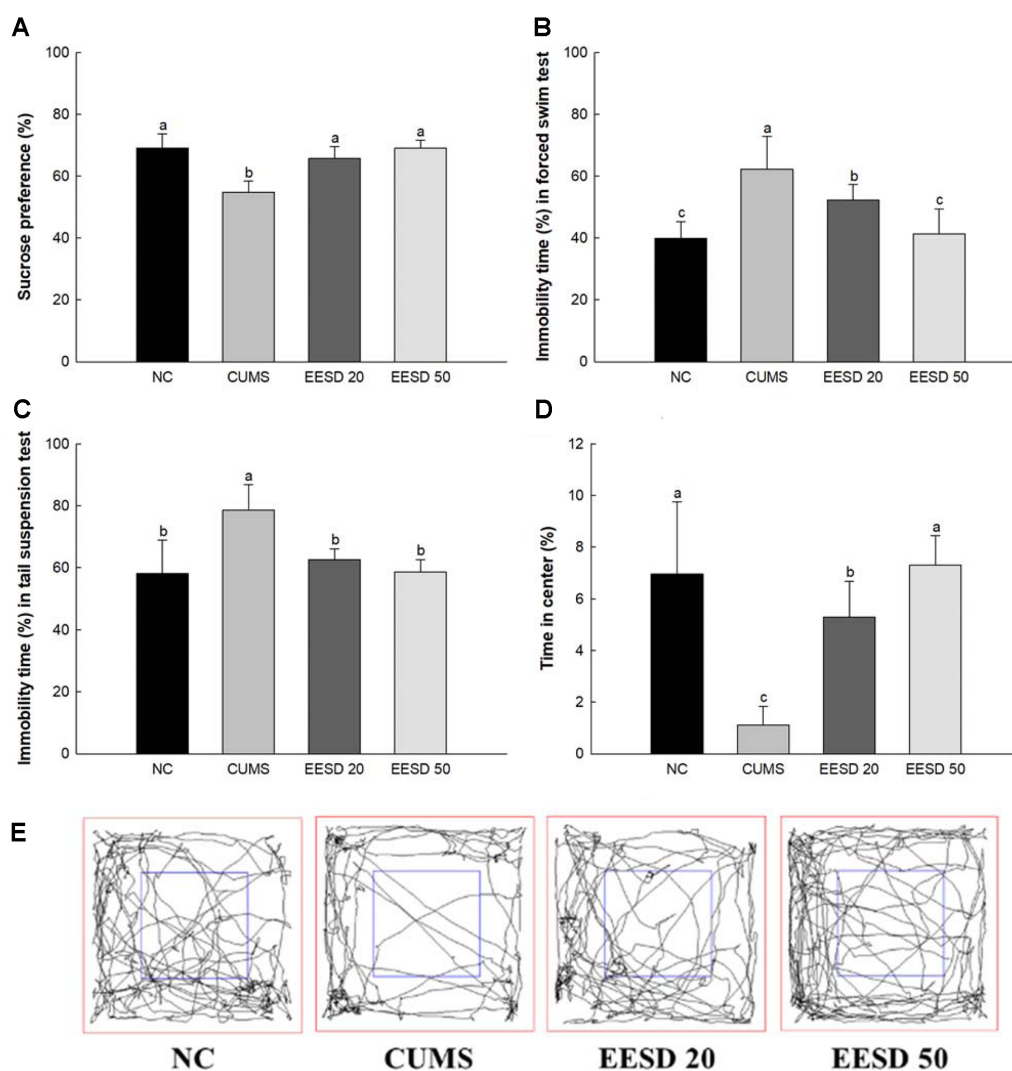 A
Sucrose preference (%)
100
80
60
40
20
0
a
b
a
a
NC CUMS EESD 20 EESD 50
B
Immobility time (%) in forced swim test
100
80
60
40
20
0
c
a
b
c
NC CUMS EESD 20 EESD 50
C
Immobility time (%) in tail suspension test
100
80
60
40
20
0
b
a
b
b
NC CUMS EESD 20 EESD 50
D
Time in center (%)
12
10
8
6
4
2
0
a
c
b
a
NC CUMS EESD 20 EESD 50
E
NC CUMS EESD 20 EESD 50